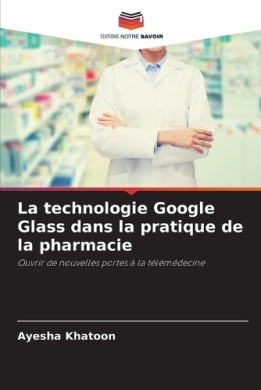 EDITIONS NOTRE SAVOIR
La technologie Google
Glass dans la pratique de
la pharmacie
Ouvrir de nouvelles portes à la télémédecine
Ayesha Khatoon